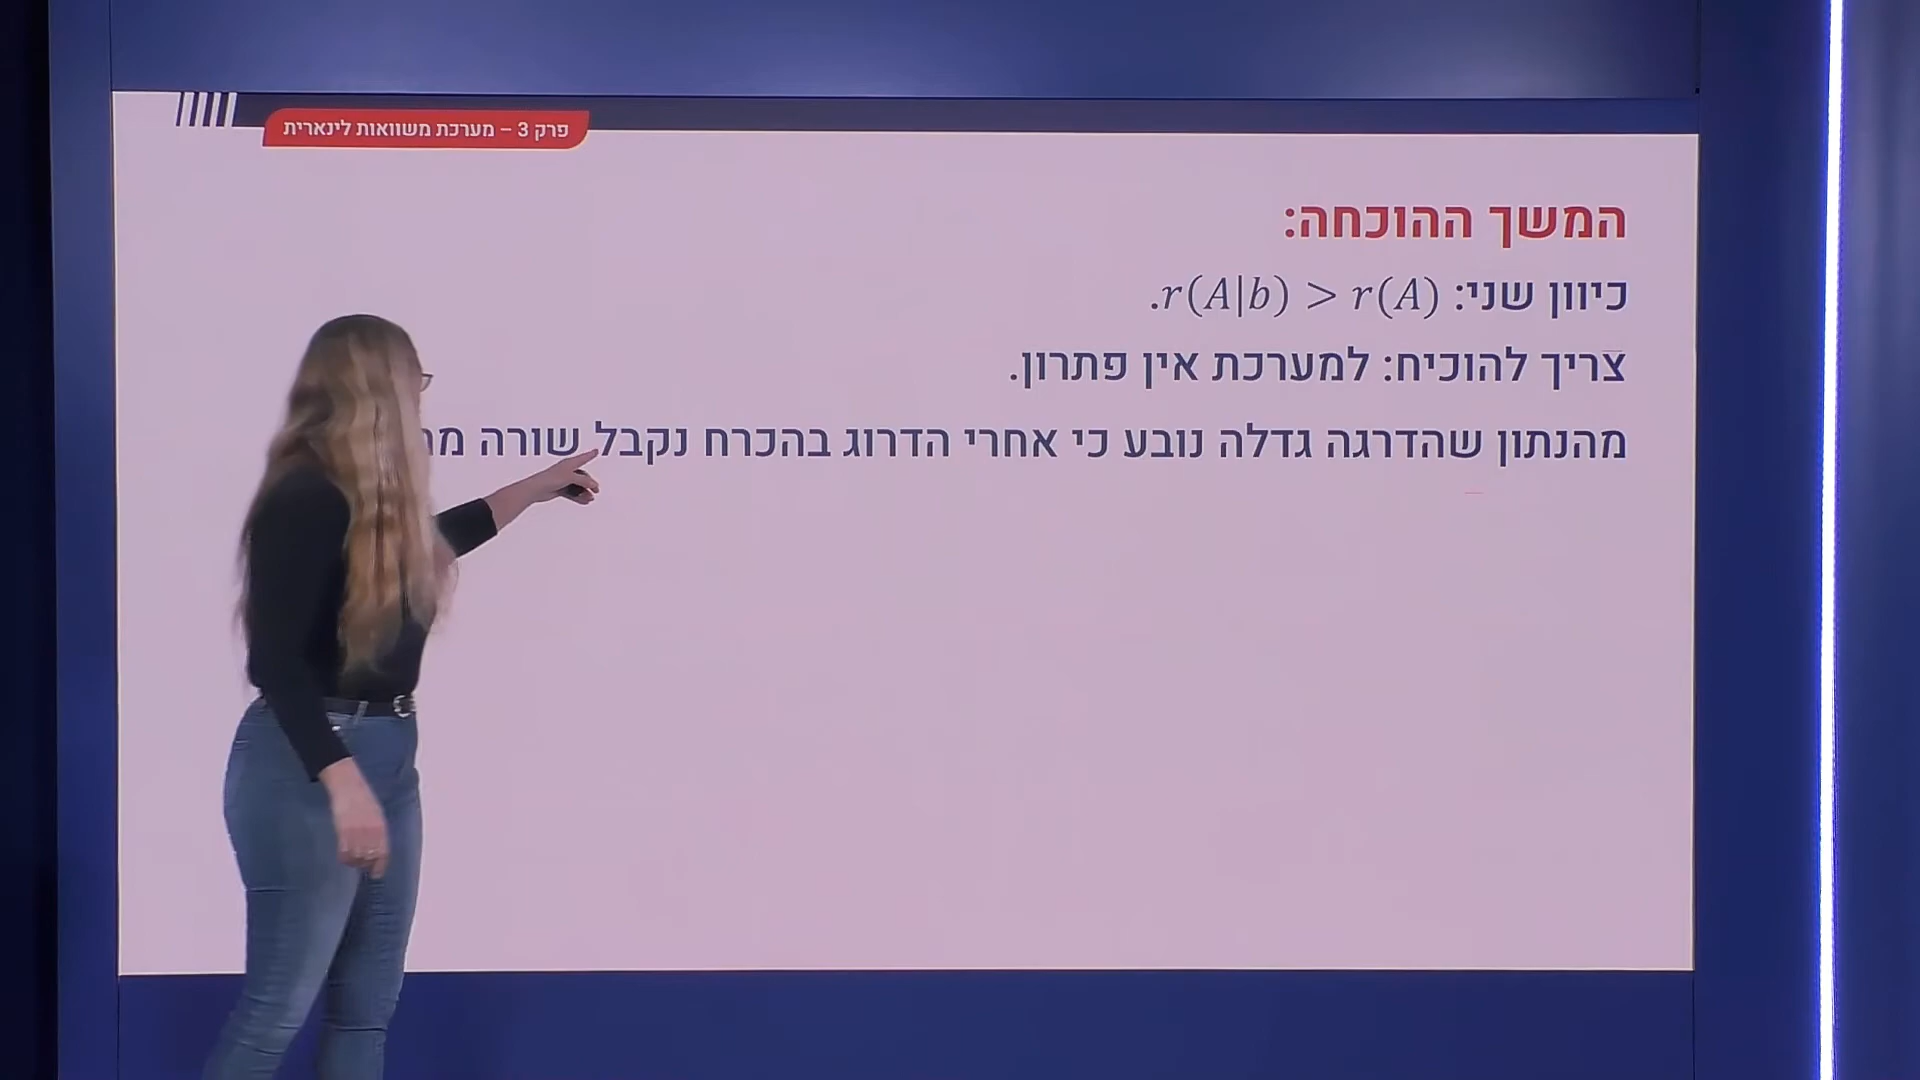 פרק 3 – מערכת משוואות לינארית
המשך ההוכחה:
כיוון שני: r(A|b) > r(A).
צריך להוכיח: למערכת אין פתרון.
מהנתון שהדרגה גדלה נובע כי אחרי הדרוג בהכרח נקבל שורה